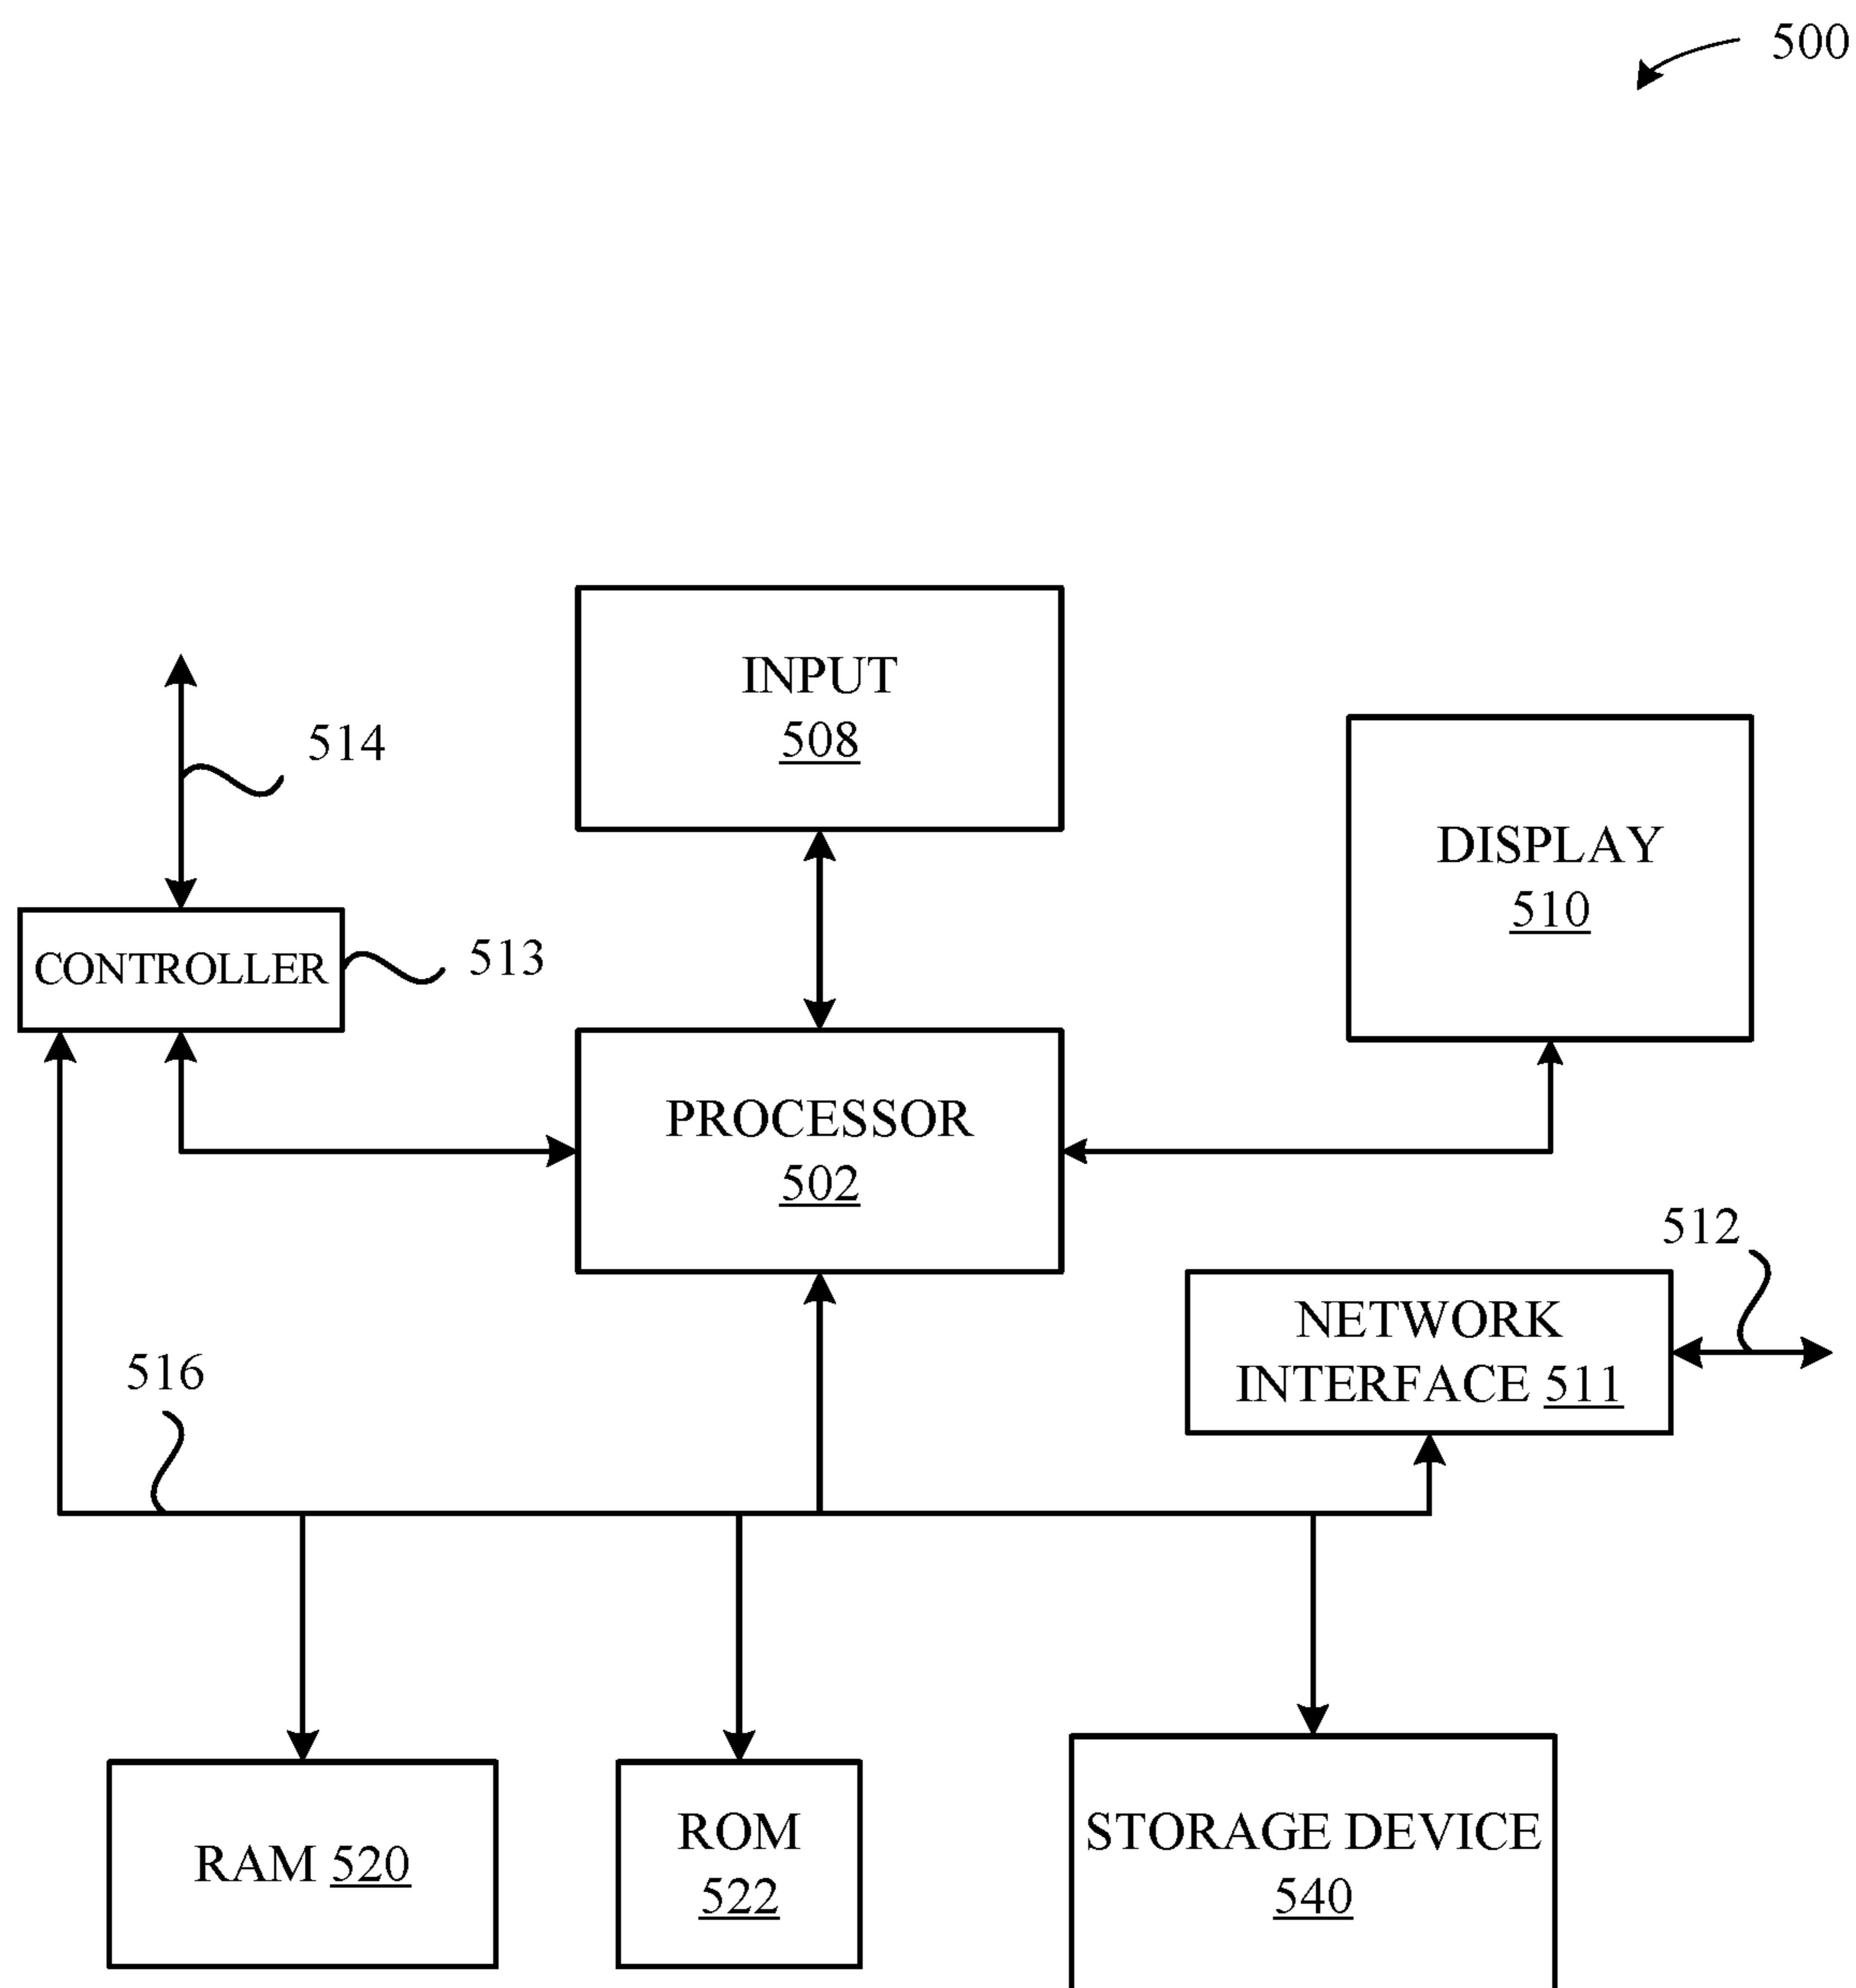 500
INPUT
508
514
DISPLAY
510
CONTROLLER
513
PROCESSOR
502
512
NETWORK
INTERFACE 511
516
RAM 520
ROM
522
STORAGE DEVICE
540